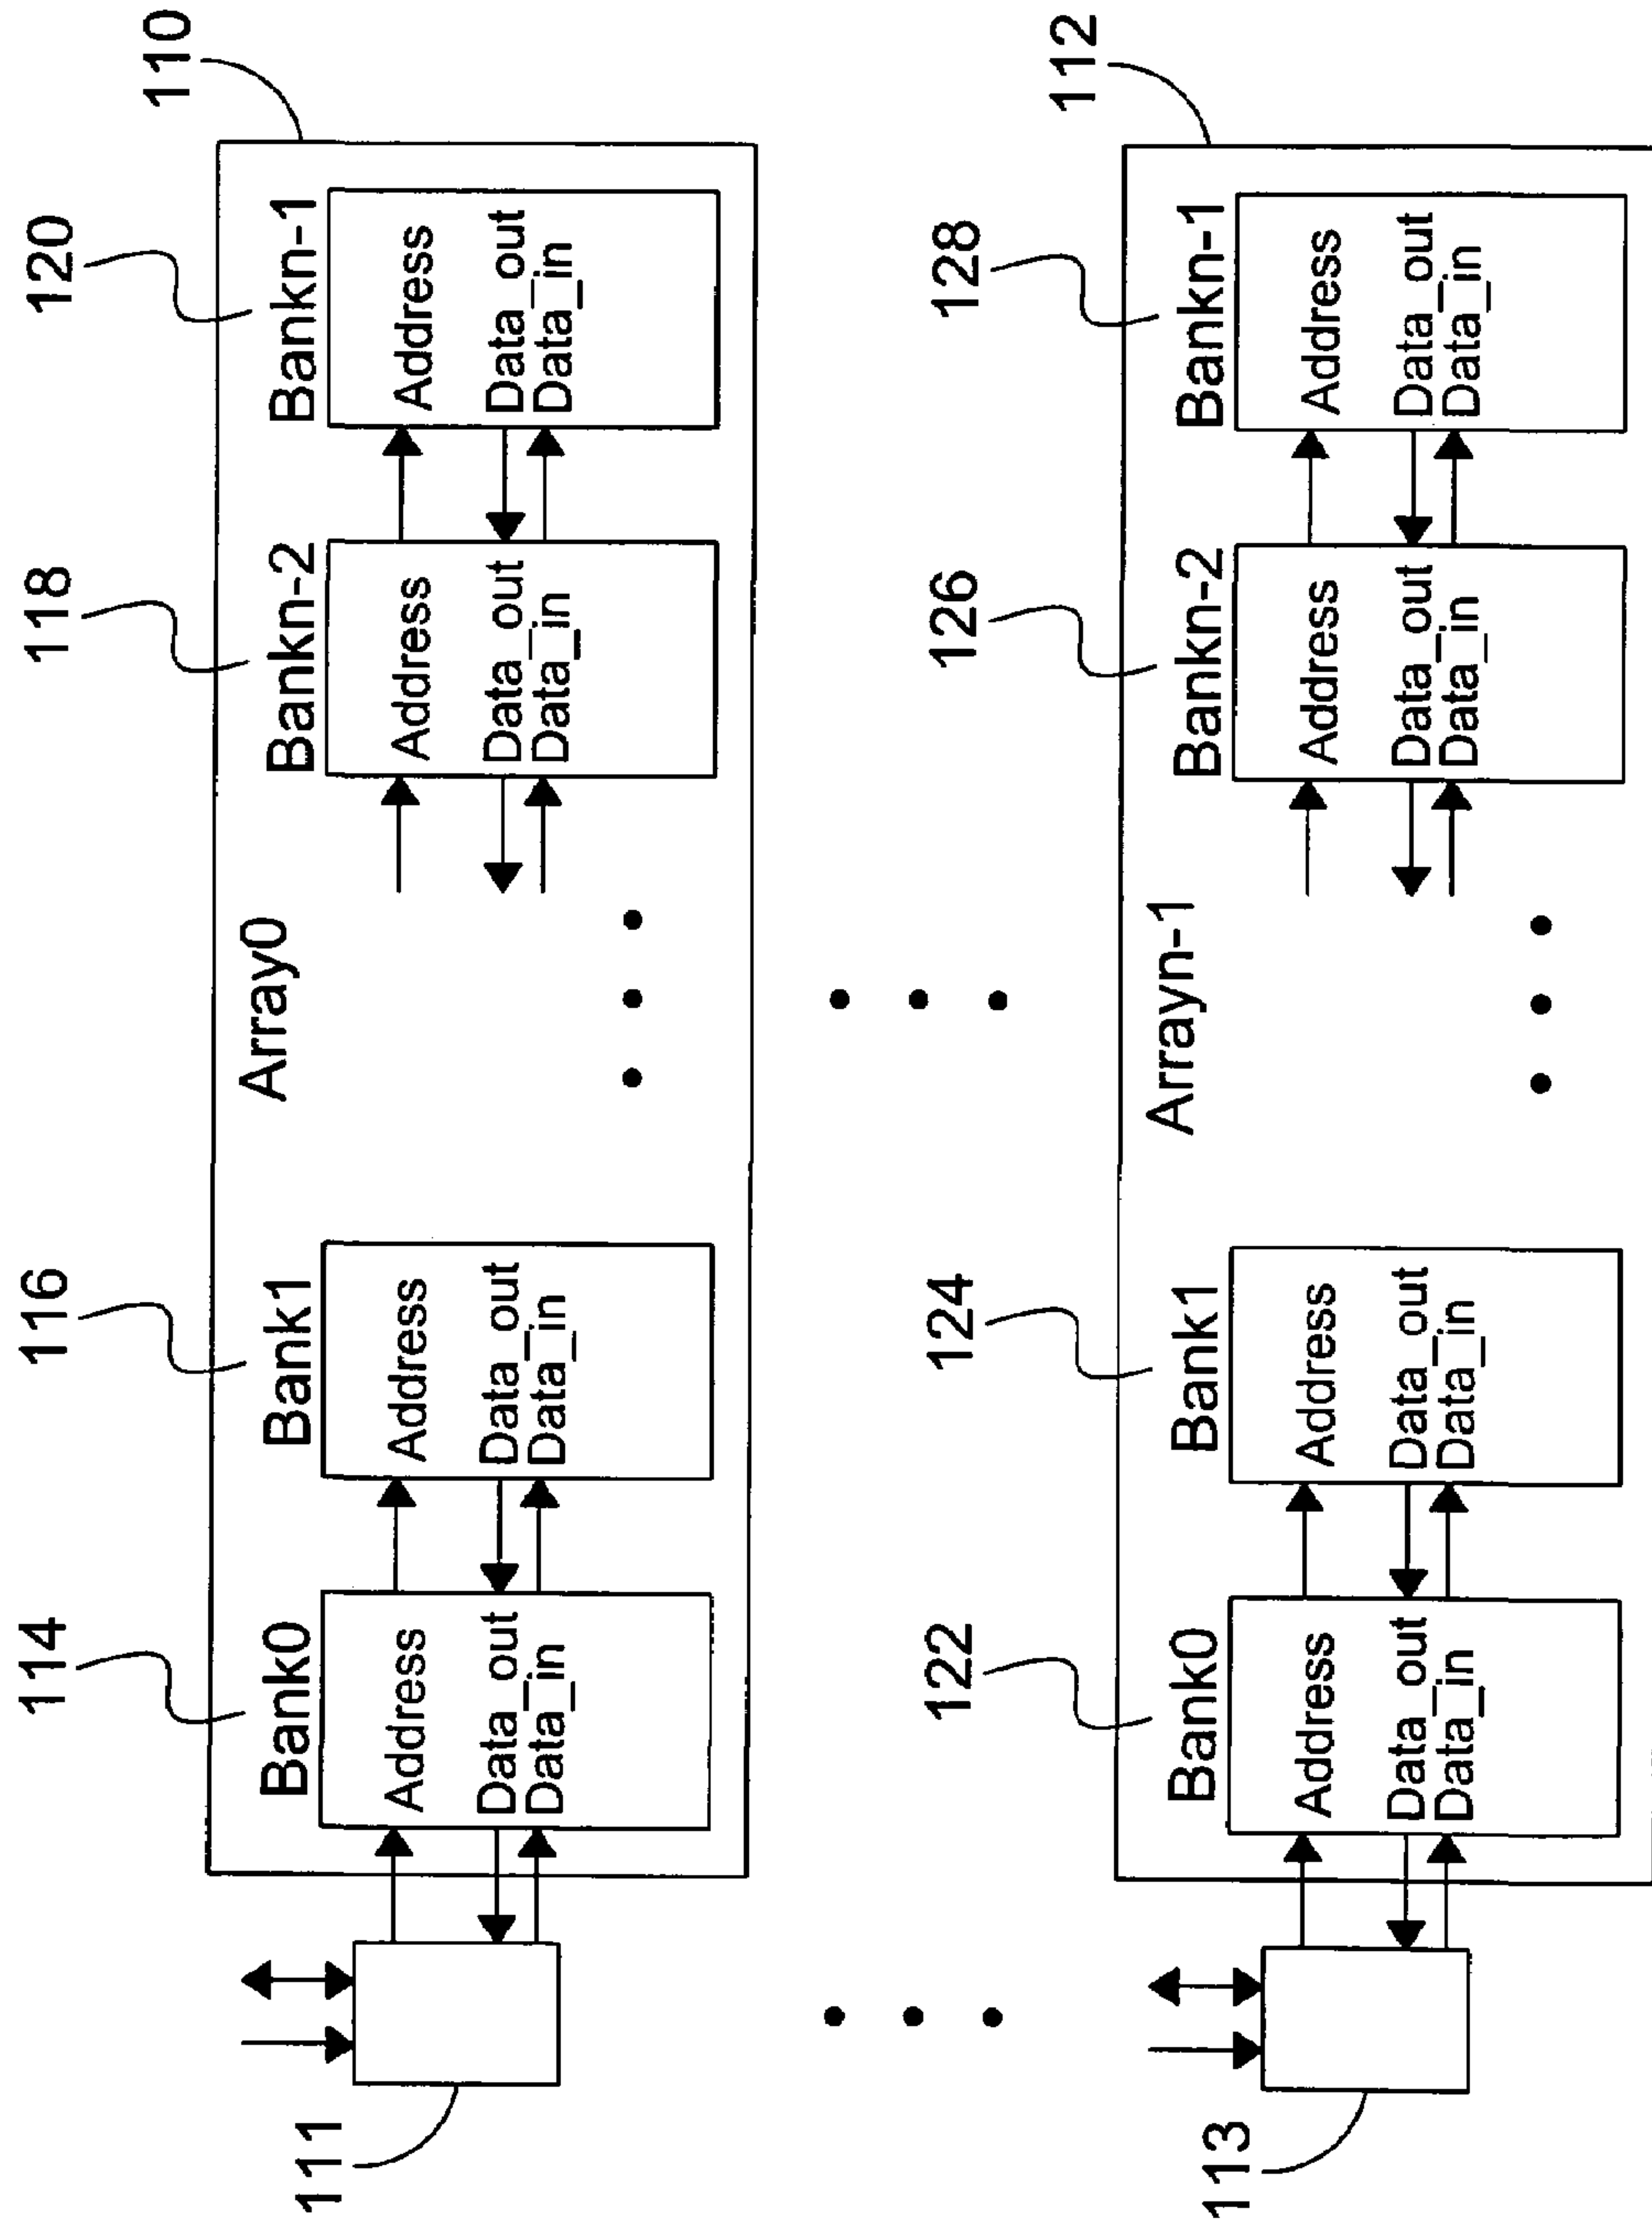 114
116
118
120
110
Array0
Bank0
Bank1
Bankn-2
Bankn-1
Address
Data_out
Data_in
Address
Data_out
Data_in
Address
Data_out
Data_in
Address
Data_out
Data_in
111
122
124
126
128
112
Arrayn-1
Bank0
Bank1
Bankn-2
Bankn-1
Address
Data_out
Data_in
Address
Data_out
Data_in
Address
Data_out
Data_in
Address
Data_out
Data_in
113